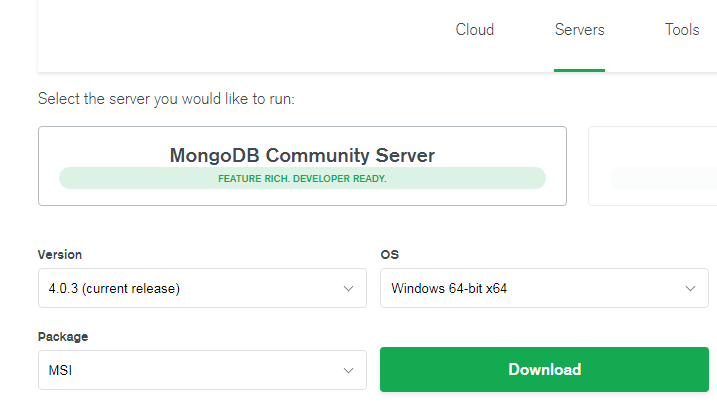 Cloud
Servers
Tools
Select the server you would like to run:
MongoDB Community Server
FEATURE RICH. DEVELOPER READY.
Version
OS
4.0.3 (current release)
Windows 64-bit x64
Package
MSI
Download